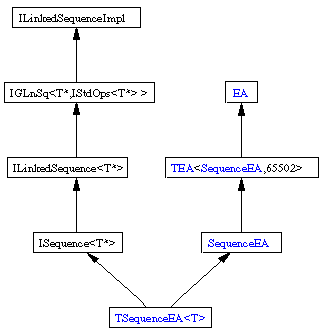 ILinkedSequenceImpl
IGLnSq<T*,IStdOps<T*> >
EA
ILinkedSequence<T*>
TEA<SequenceEA,65502>
ISequence<T*>
SequenceEA
TSequenceEA<T>